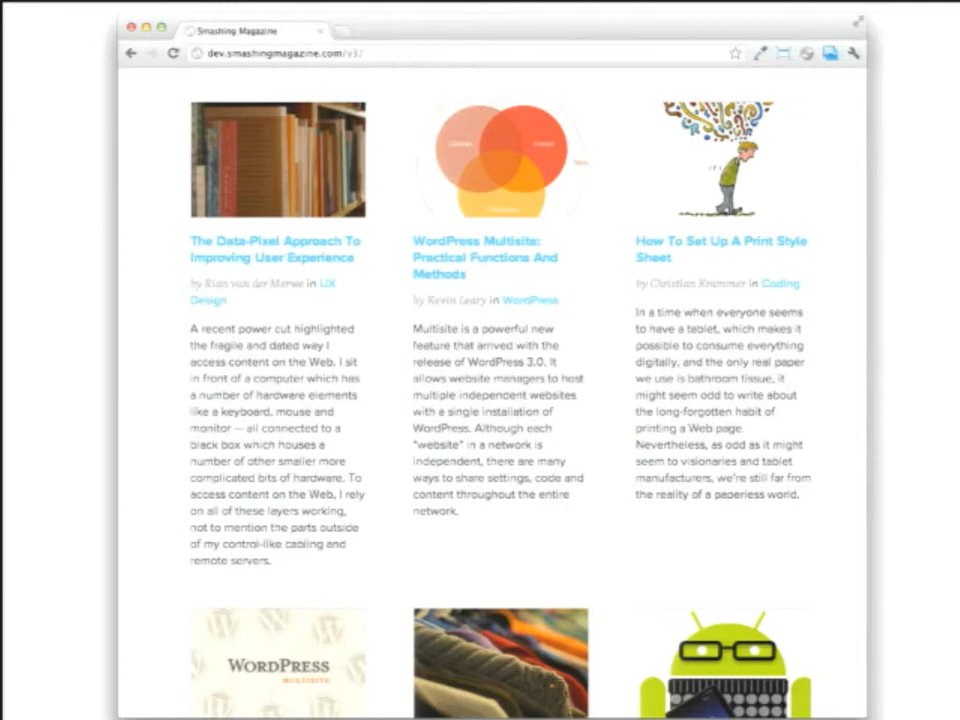 Smashing Magazine
dev.smashingmagazine.com/v3/
The Data-Pixel Approach To
Improving User Experience
by Rian van der Merwe in UX
Design
A recent power cut highlighted
the fragile and dated way I
access content on the Web. I sit
in front of a computer which has
a number of hardware elements
like a keyboard, mouse and
monitor — all connected to a
black box which houses a
number of other smaller more
complicated bits of hardware. To
access content on the Web, I rely
on all of these layers working,
not to mention the parts outside
of my control-like cabling and
remote servers.
WordPress Multisite:
Practical Functions And
Methods
by Kevin Leary in WordPress
Multisite is a powerful new
feature that arrived with the
release of WordPress 3.0. It
allows website managers to host
multiple independent websites
with a single installation of
WordPress. Although each
“website” in a network is
independent, there are many
ways to share settings, code and
content throughout the entire
network.
How To Set Up A Print Style
Sheet
by Christian Krammer in Coding
In a time when everyone seems
to have a tablet, which makes it
possible to consume everything
digitally, and the only real paper
we use is bathroom tissue, it
might seem odd to write about
the long-forgotten habit of
printing a Web page.
Nevertheless, as odd as it might
seem to visionaries and tablet
manufacturers, we're still far from
the reality of a paperless world.
WORDPRESS
MULTISITE